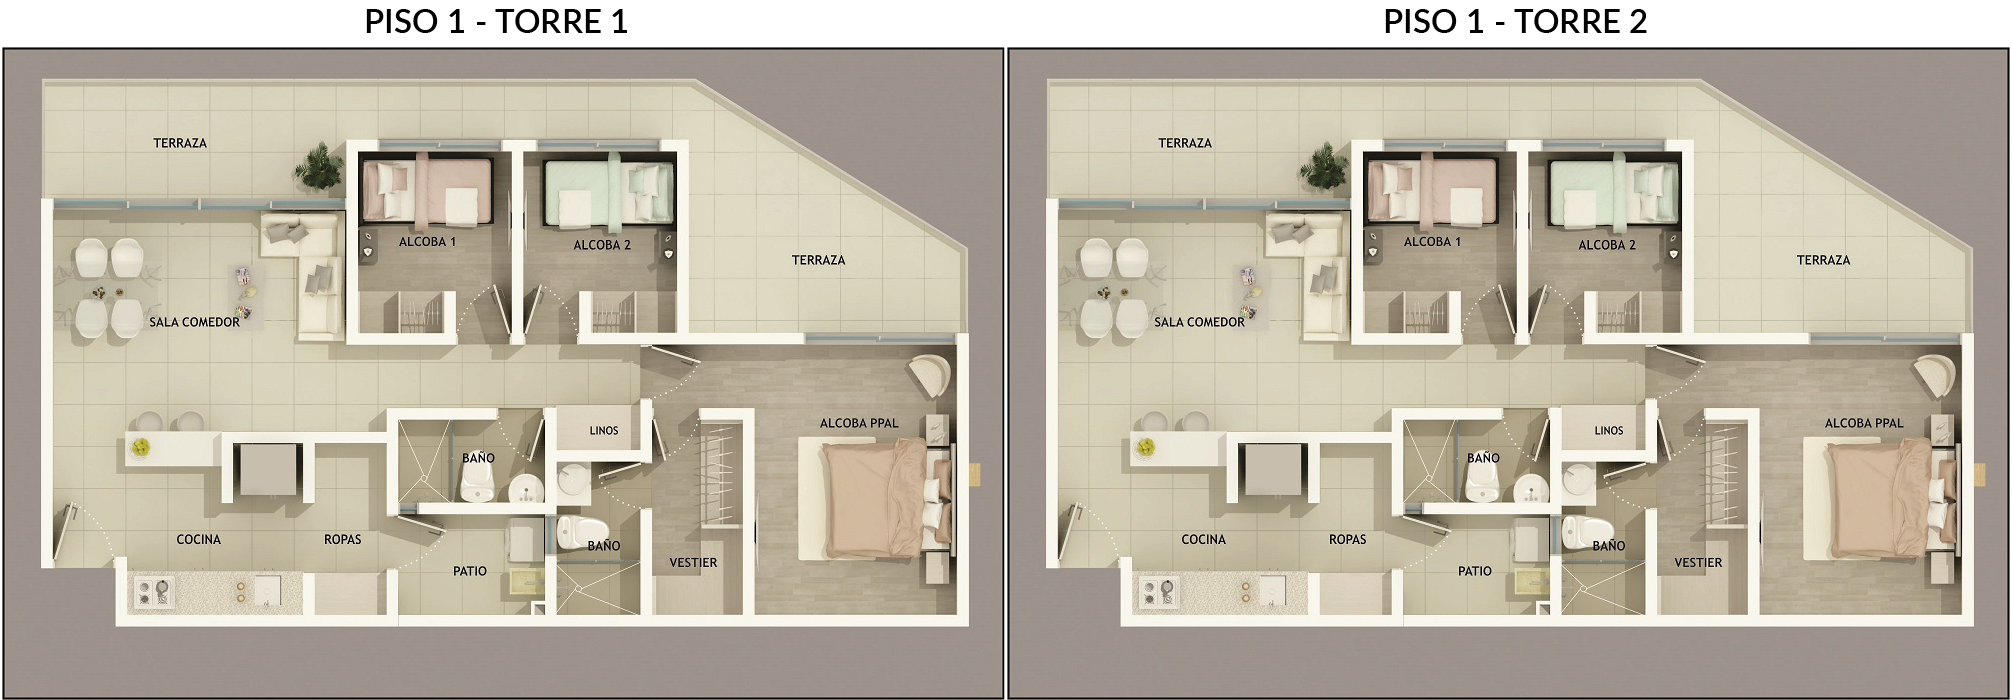 PISO 1 - TORRE 1
TERRAZA
ALCOBA 1
ALCOBA 2
TERRAZA
SALA COMEDOR
ALCOBA PPAL
LINOS
BAÑO
COCINA
ROPAS
BAÑO
VESTIER
PATIO
PISO 1 - TORRE 2
TERRAZA
ALCOBA 1
ALCOBA 2
TERRAZA
SALA COMEDOR
ALCOBA PPAL
LINOS
BAÑO
COCINA
ROPAS
BAÑO
VESTIER
PATIO